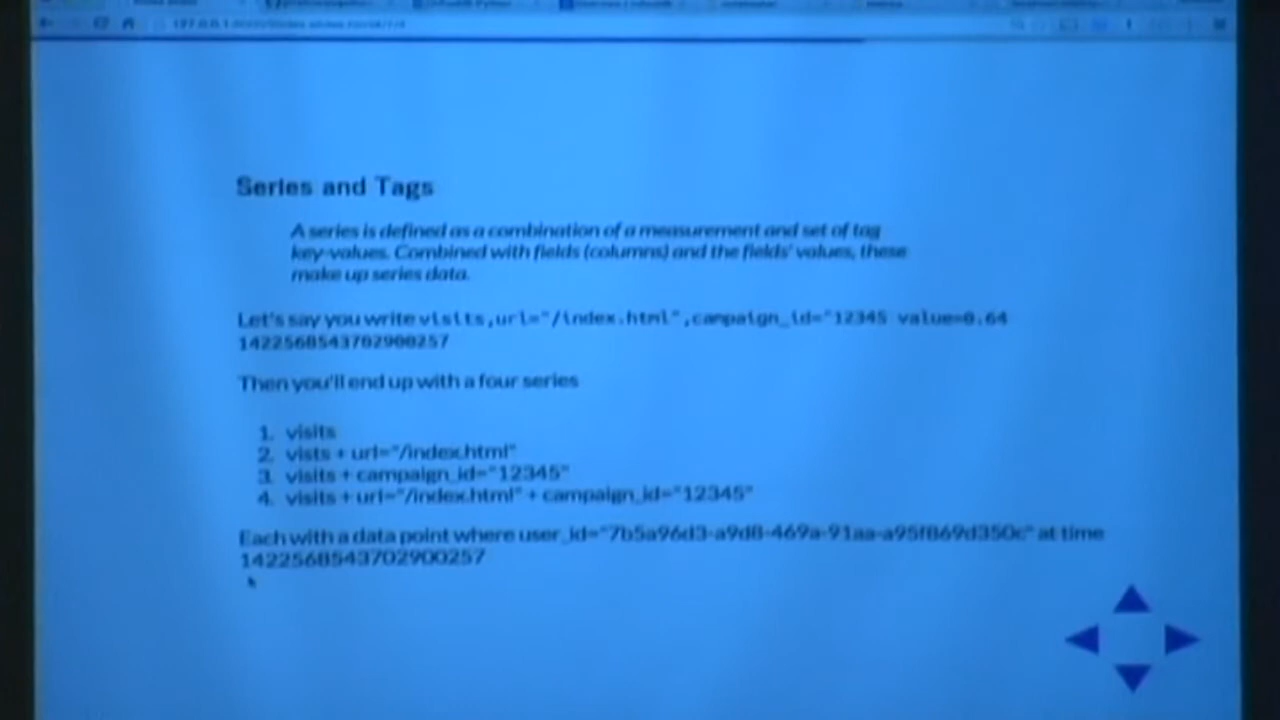 Series and Tags
A series is defined as a combination of a measurement and set of tag
key-values. Combined with fields (columns) and the fields' values, these
make up series data.
Let's say you write visits,url="/index.html",campaign_id="12345 value=0.64
1422568543702900257
Then you'll end up with a four series
1. visits
2. vists + url="/index.html"
3. visits + campaign_id="12345"
4. visits + url="/index.html" + campaign_id="12345"
Each with a data point where user_id="7b5a96d3-a9d8-469a-91aa-a95f869d350c" at time
1422568543702900257